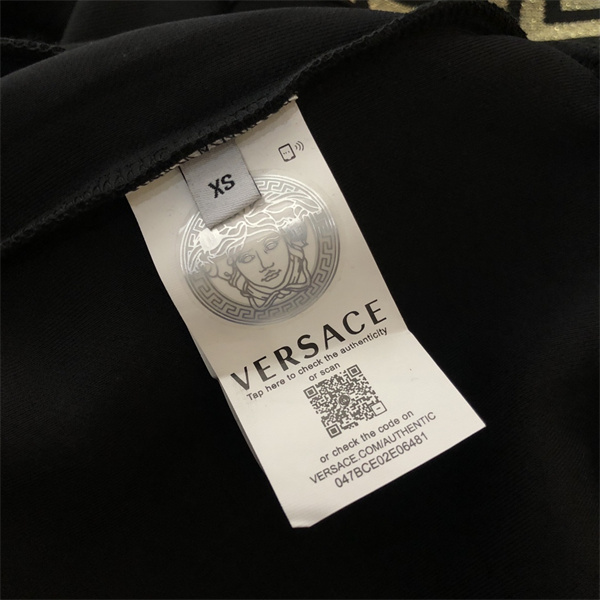 XS
VERSACE
Tap here to check the authenticity
or scan
or check the code on
VERSACE.COM/AUTHENTIC
047BCE02E06481